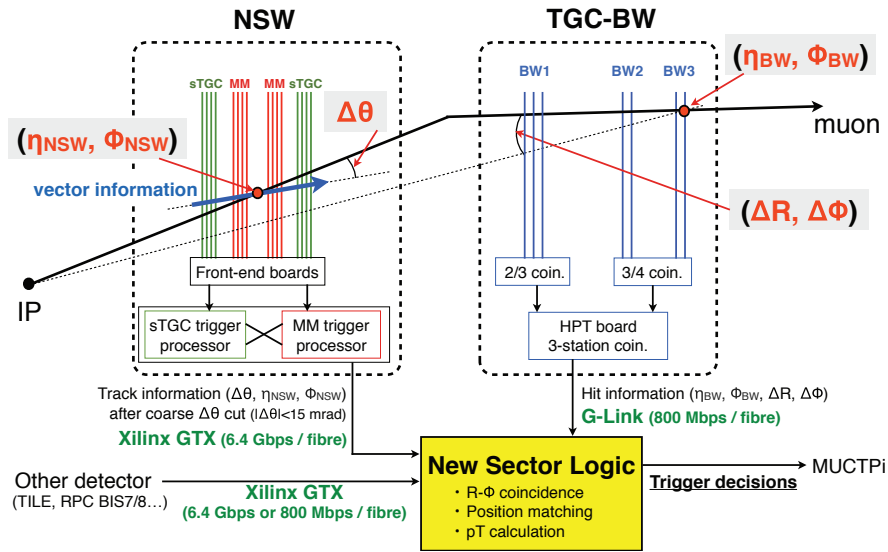 NSW
TGC-BW
sTGC MM MM sTGC
BW1 BW2 BW3
(ηBW, ΦBW)
Δθ
muon
(ηNSW, ΦNSW)
vector information
(ΔR, ΔΦ)
IP
Front-end boards
2/3 coin.
3/4 coin.
sTGC trigger
processor
MM trigger
processor
HPT board
3-station coin.
Track information (Δθ, ηNSW, ΦNSW)
after coarse Δθ cut (|Δθ|<15 mrad)
Xilinx GTX (6.4 Gbps / fibre)
Hit information (ηBW, ΦBW, ΔR, ΔΦ)
G-Link (800 Mbps / fibre)
Other detector
(TILE, RPC BIS7/8...)
Xilinx GTX
(6.4 Gbps or 800 Mbps / fibre)
New Sector Logic
・R-Φ coincidence
・Position matching
・pT calculation
Trigger decisions
MUCTPi